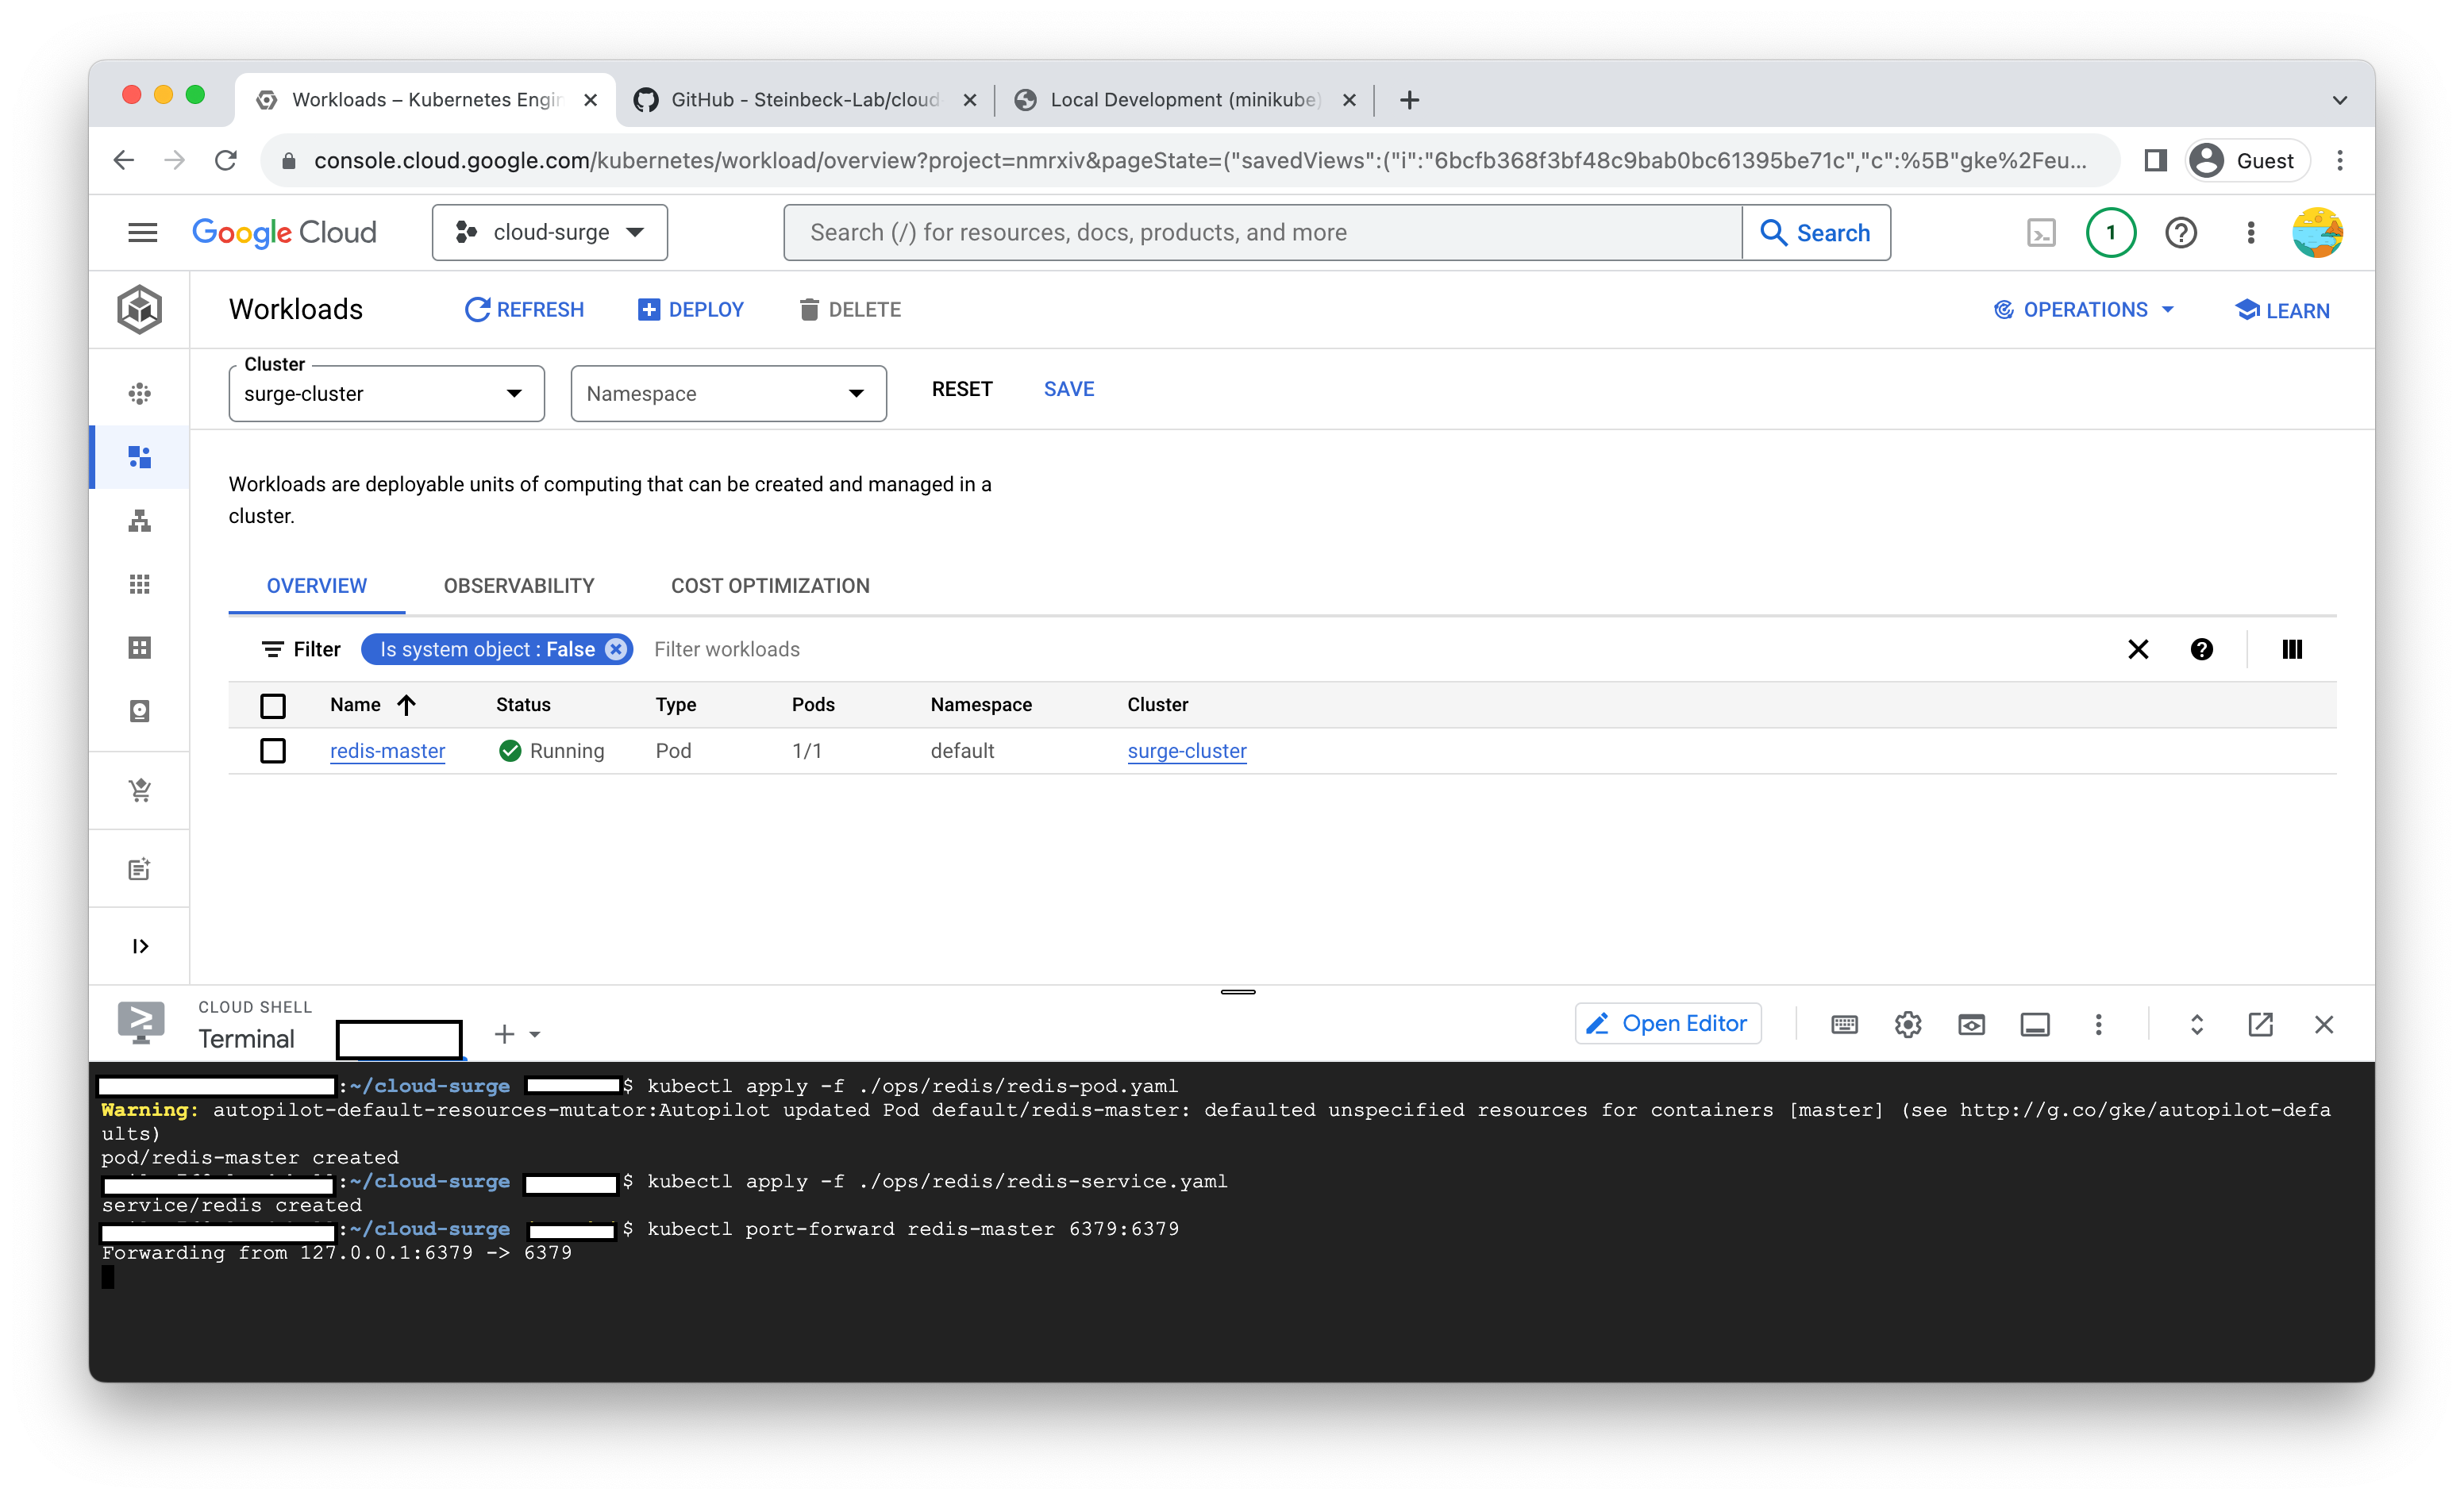 Workloads – Kubernetes Engin
GitHub - Steinbeck-Lab/cloud
Local Development (minikube)
console.cloud.google.com/kubernetes/workload/overview?project=nmrxiv&pageState=("savedViews":("i":"6bcfb368f3bf48c9bab0bc61395be71c","c":%5B"gke%2Feu...
Guest
Google Cloud
cloud-surge
Search (/) for resources, docs, products, and more
Search
1
Workloads
REFRESH
DEPLOY
DELETE
OPERATIONS
LEARN
Cluster
surge-cluster
Namespace
RESET
SAVE
Workloads are deployable units of computing that can be created and managed in a
cluster.
OVERVIEW
OBSERVABILITY
COST OPTIMIZATION
Filter
Is system object : False
Filter workloads
Name Status Type Pods Namespace Cluster
redis-master Running Pod 1/1 default surge-cluster
CLOUD SHELL
Terminal
Open Editor
:~/cloud-surge $ kubectl apply -f ./ops/redis/redis-pod.yaml
Warning: autopilot-default-resources-mutator:Autopilot updated Pod default/redis-master: defaulted unspecified resources for containers [master] (see http://g.co/gke/autopilot-defa
ults)
pod/redis-master created
:~/cloud-surge $ kubectl apply -f ./ops/redis/redis-service.yaml
service/redis created
:~/cloud-surge $ kubectl port-forward redis-master 6379:6379
Forwarding from 127.0.0.1:6379 -> 6379